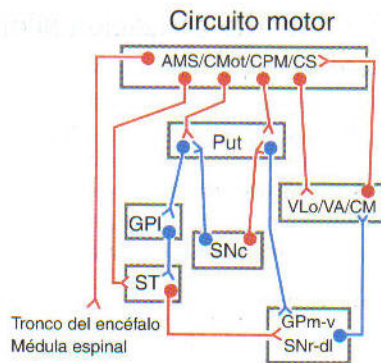 Circuito motor
AMS/CMot/CPM/CS
Put
GPl
SNc
VLo/VA/CM
ST
Tronco del encéfalo
Médula espinal
GPm-v
SNr-dl